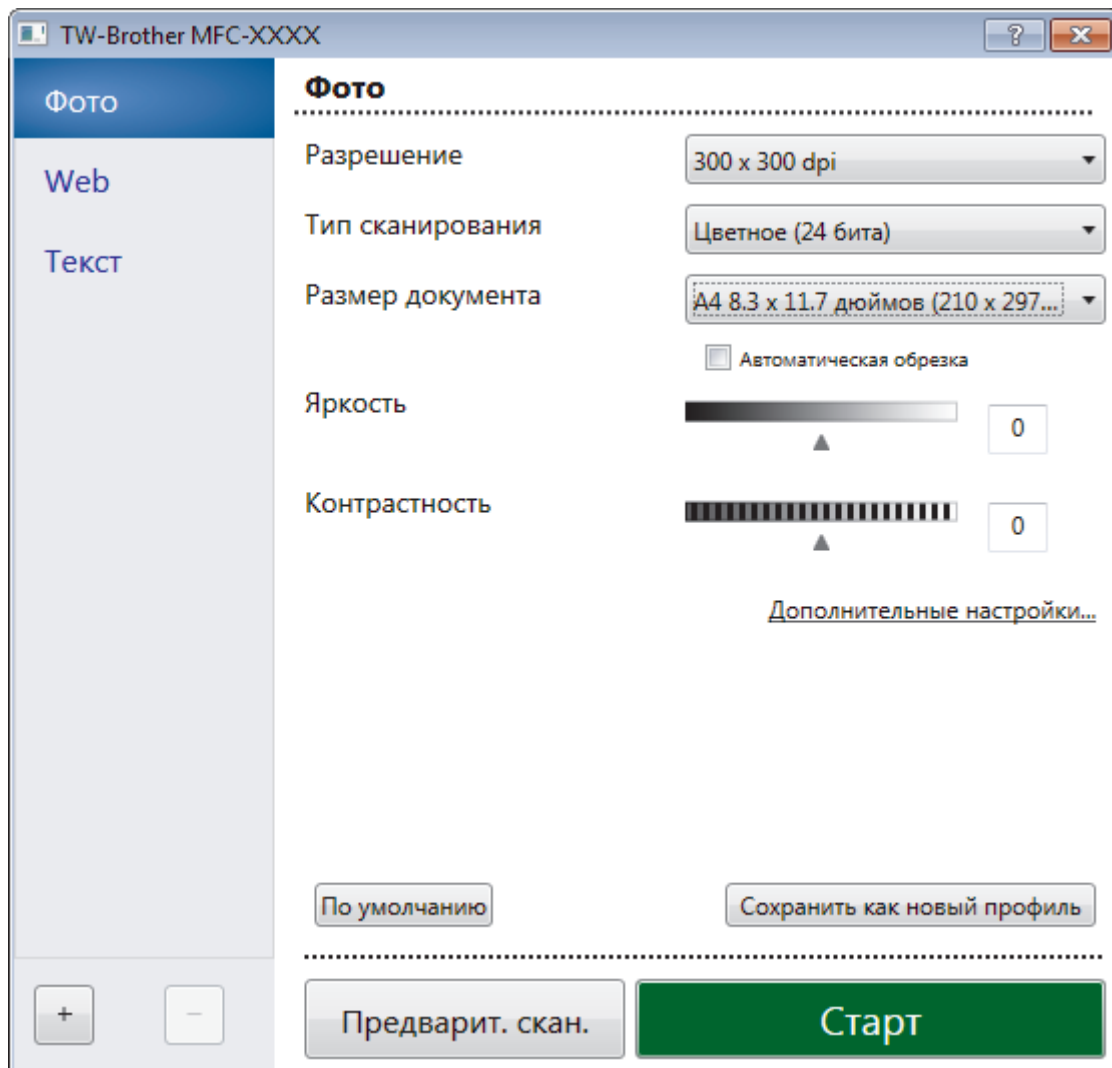 TW-Brother MFC-XXXX
?
Фото
Web
Текст
Фото
Разрешение
300 x 300 dpi
Тип сканирования
Цветное (24 бита)
Размер документа
A4 8.3 x 11.7 дюймов (210 x 297...
Автоматическая обрезка
Яркость
0
Контрастность
0
Дополнительные настройки...
По умолчанию
Сохранить как новый профиль
+
−
Предварит. скан.
Старт